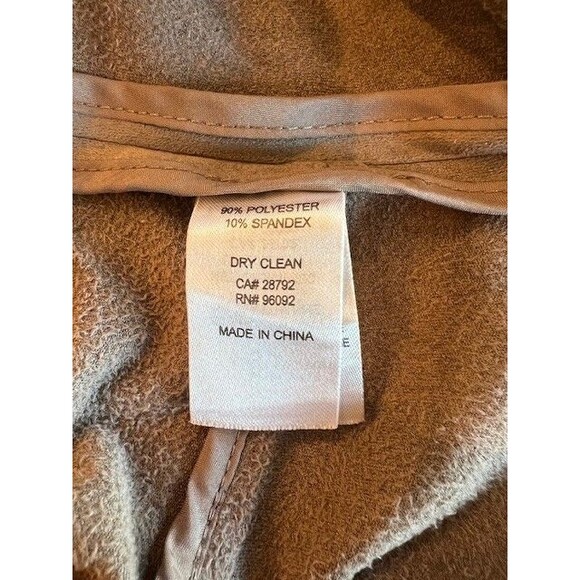 90% POLYESTER
10% SPANDEX
DRY CLEAN
CA# 28792
RN# 96092
MADE IN CHINA
E